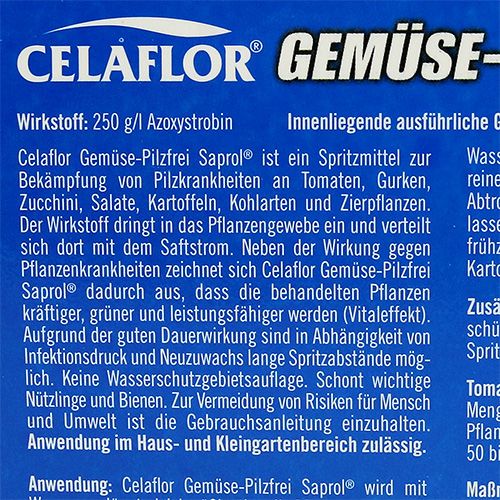 CELAFLOR® GEMÜSE-
Wirkstoff: 250 g/l Azoxystrobin
Innenliegende ausführliche G
Celaflor Gemüse-Pilzfrei Saprol® ist ein Spritzmittel zur
Bekämpfung von Pilzkrankheiten an Tomaten, Gurken,
Zucchini, Salate, Kartoffeln, Kohlarten und Zierpflanzen.
Der Wirkstoff dringt in das Pflanzengewebe ein und verteilt
sich dort mit dem Saftstrom. Neben der Wirkung gegen
Pflanzenkrankheiten zeichnet sich Celaflor Gemüse-Pilzfrei
Saprol® dadurch aus, dass die behandelten Pflanzen
kräftiger, grüner und leistungsfähiger werden (Vitaleffekt).
Aufgrund der guten Dauerwirkung sind in Abhängigkeit von
Infektionsdruck und Neuzuwachs lange Spritzabstände mög-
lich. Keine Wasserschutzgebietsauflage. Schont wichtige
Nützlinge und Bienen. Zur Vermeidung von Risiken für Mensch
und Umwelt ist die Gebrauchsanleitung einzuhalten.
Anwendung im Haus- und Kleingartenbereich zulässig.
Anwendung: Celaflor Gemüse-Pilzfrei Saprol® wird mit
Wass
reine
Abtro
lasse
frühz
Karto
Zusä
schü
Sprit
Toma
Meng
Pflan
50 bi
Maßn